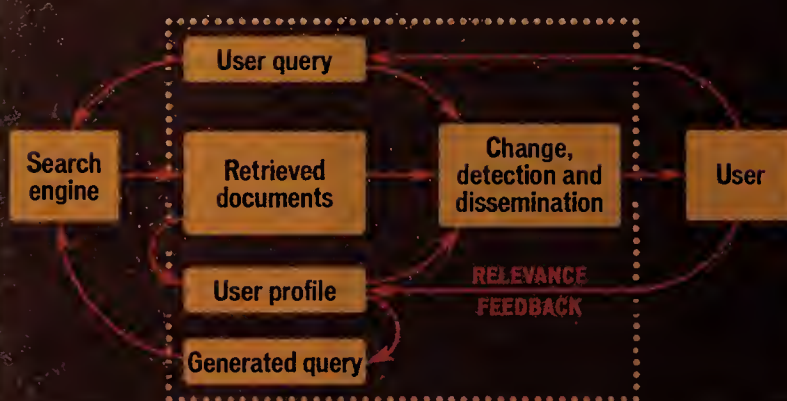 User query
Search
engine
Retrieved
documents
Change,
detection and
dissemination
User
User profile
RELEVANCE
FEEDBACK
Generated query